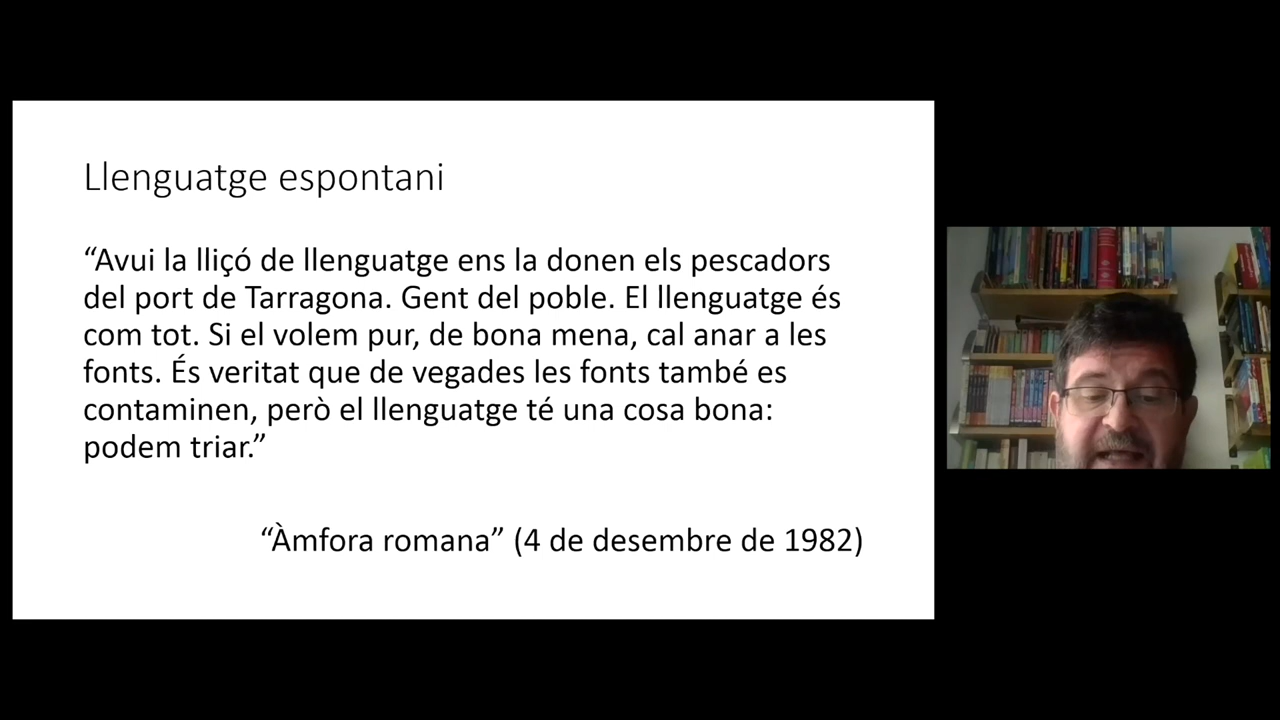 Llenguatge espontani
“Avui la lliçó de llenguatge ens la donen els pescadors
del port de Tarragona. Gent del poble. El llenguatge és
com tot. Si el volem pur, de bona mena, cal anar a les
fonts. És veritat que de vegades les fonts també es
contaminen, però el llenguatge té una cosa bona:
podem triar.”
“Àmfora romana” (4 de desembre de 1982)